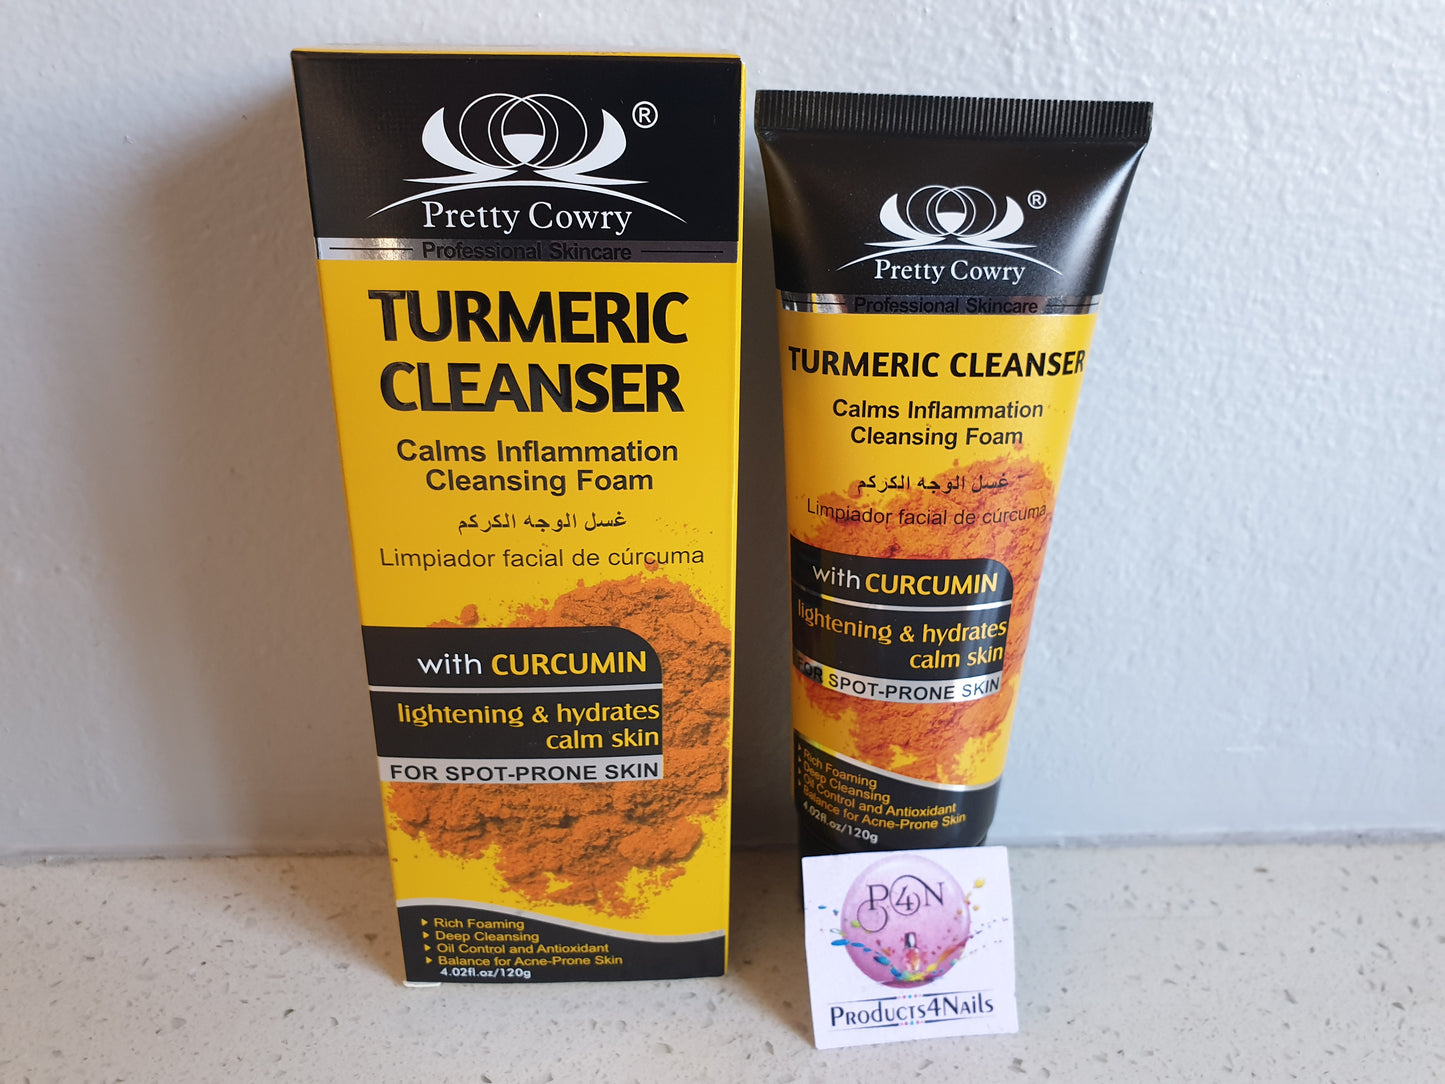 ®
Pretty Cowry
Professional Skincare
TURMERIC
CLEANSER
Calms Inflammation
Cleansing Foam
غسل الوجه الكركم
Limpiador facial de cúrcuma
with CURCUMIN
lightening & hydrates
calm skin
FOR SPOT-PRONE SKIN
Rich Foaming
Deep Cleansing
Oil Control and Antioxidant
Balance for Acne-Prone Skin
4.02fl.oz/120g
®
Pretty Cowry
Professional Skincare
TURMERIC CLEANSER
Calms Inflammation
Cleansing Foam
غسل الوجه الكركم
Limpiador facial de cúrcuma
with CURCUMIN
lightening & hydrates
calm skin
FOR SPOT-PRONE SKIN
Rich Foaming
Deep Cleansing
Oil Control and Antioxidant
Balance for Acne-Prone Skin
4.02fl.oz/120g
P4N
Products4Nails